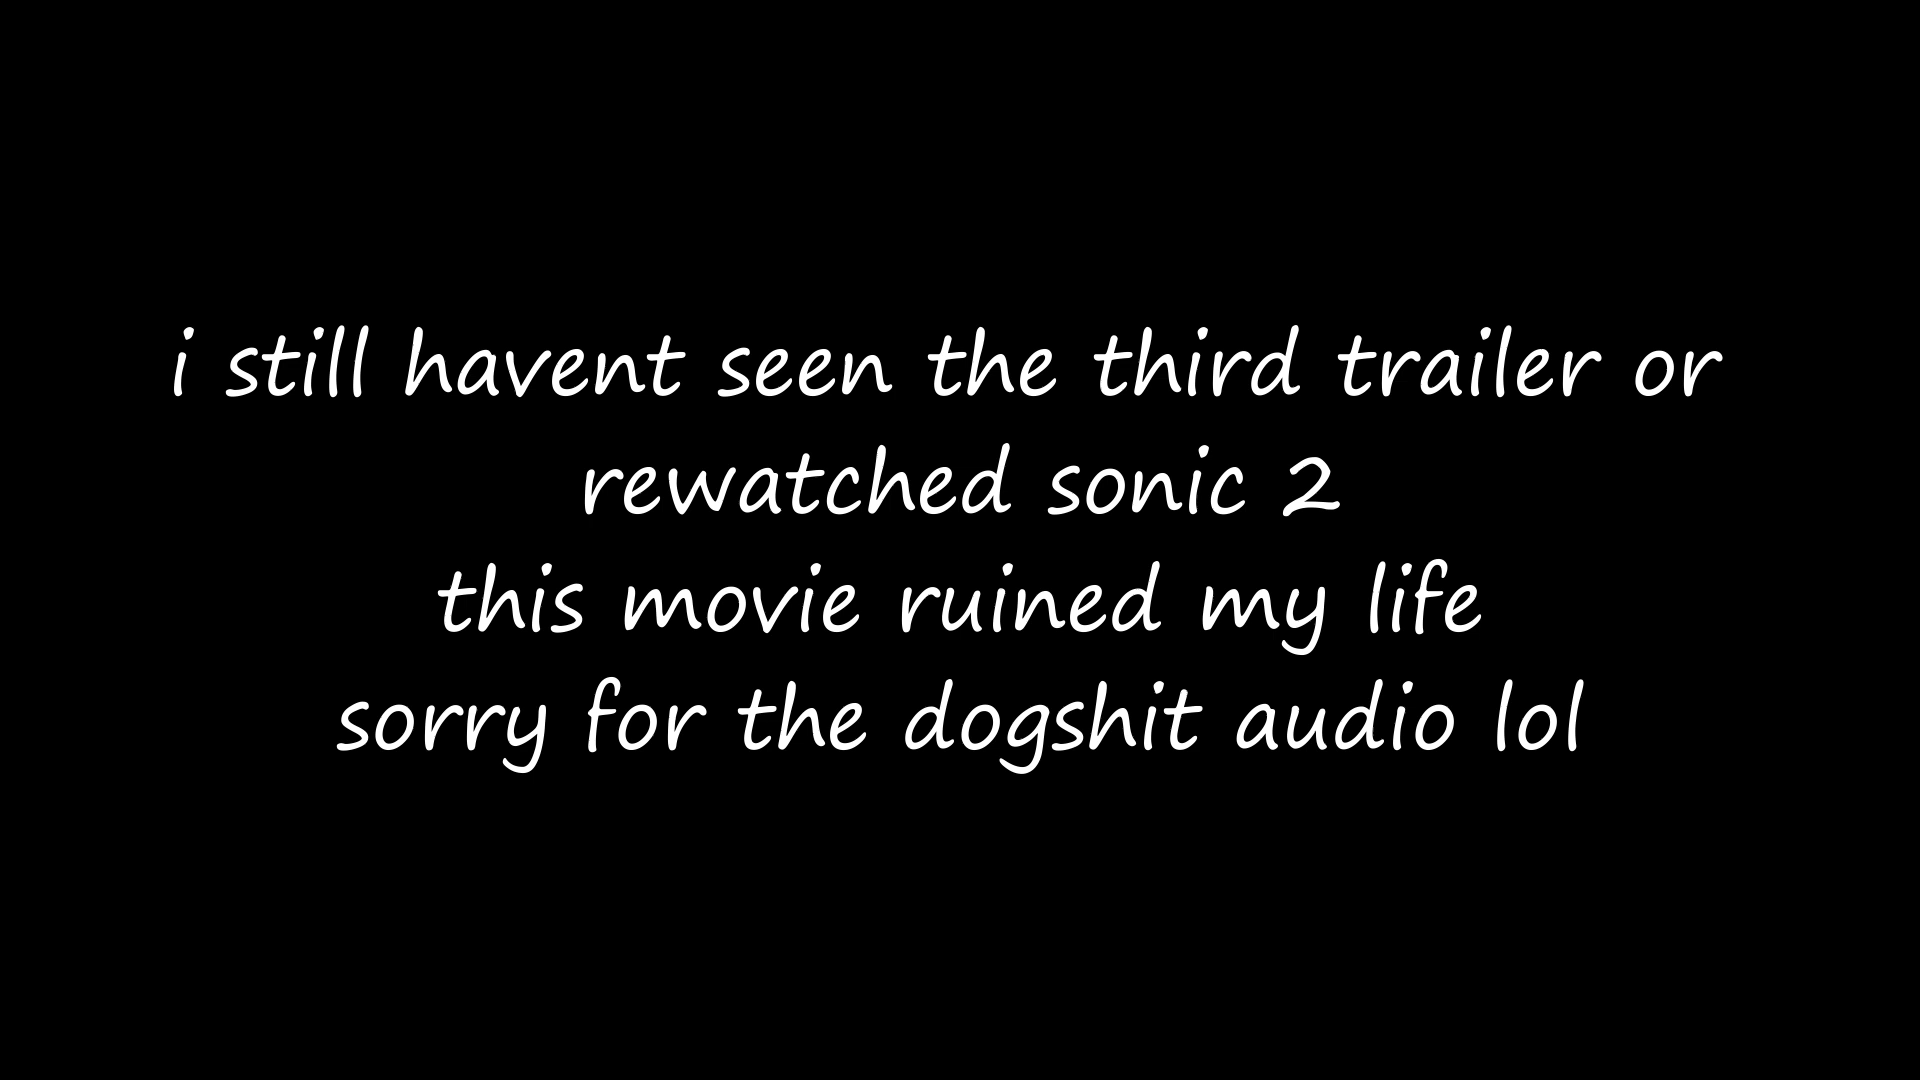 i still havent seen the third trailer or
rewatched sonic 2
this movie ruined my life
sorry for the dogshit audio lol